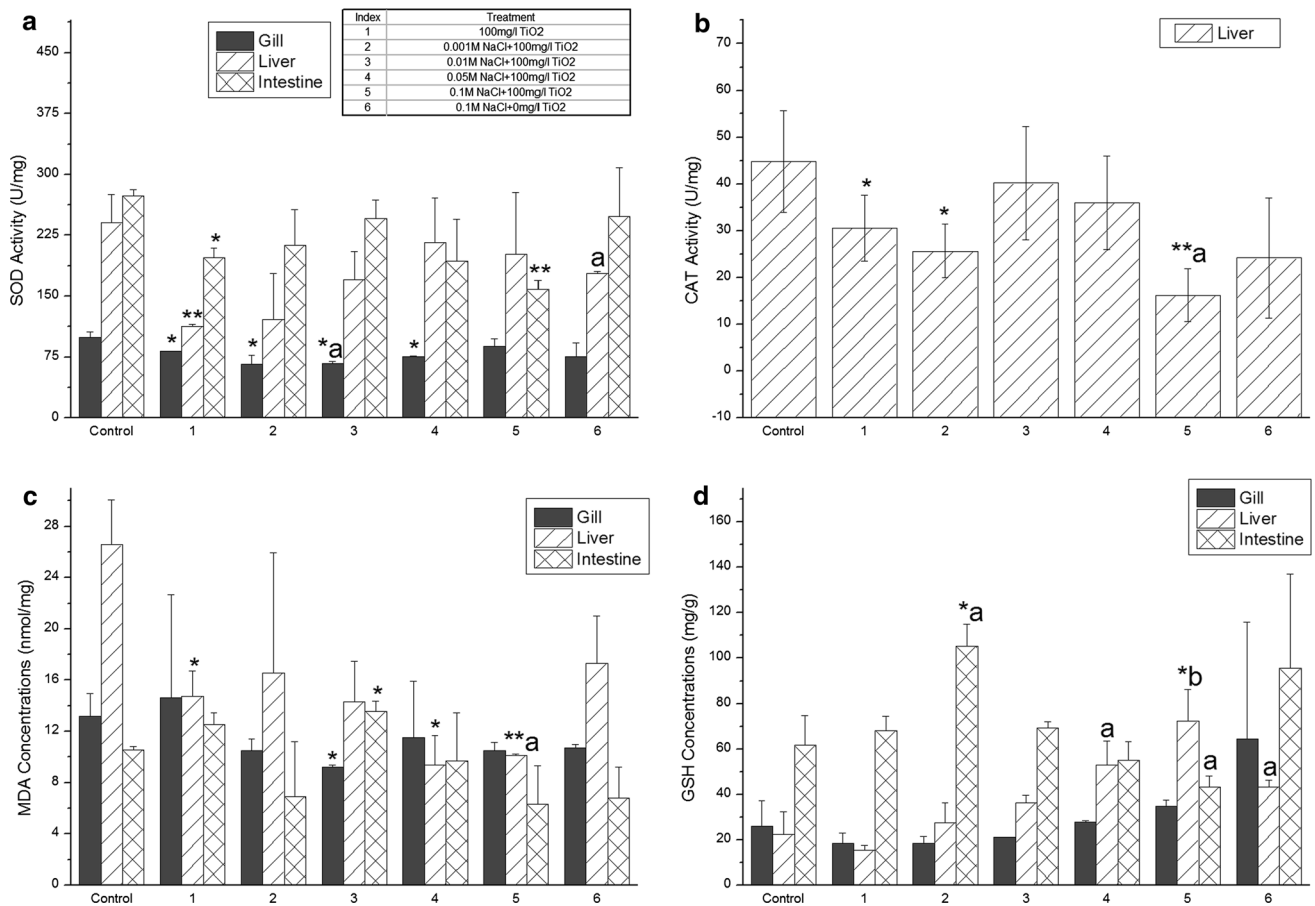 a
Gill
Liver
Intestine
Index Treatment
1 100mg/l TiO2
2 0.001M NaCl+100mg/l TiO2
3 0.01M NaCl+100mg/l TiO2
4 0.05M NaCl+100mg/l TiO2
5 0.1M NaCl+100mg/l TiO2
6 0.1M NaCl+0mg/l TiO2
SOD Activity (U/mg)
450
375
300
225
150
75
0
* ** * * *a * ** a
Control 1 2 3 4 5 6
b
Liver
CAT Activity (U/mg)
70
60
50
40
30
20
10
0
-10
* * **a
Control 1 2 3 4 5 6
c
Gill
Liver
Intestine
MDA Concentrations (nmol/mg)
28
24
20
16
12
8
4
0
* * * * **a
Control 1 2 3 4 5 6
d
Gill
Liver
Intestine
GSH Concentrations (mg/g)
160
140
120
100
80
60
40
20
0
*a a *b a a
Control 1 2 3 4 5 6